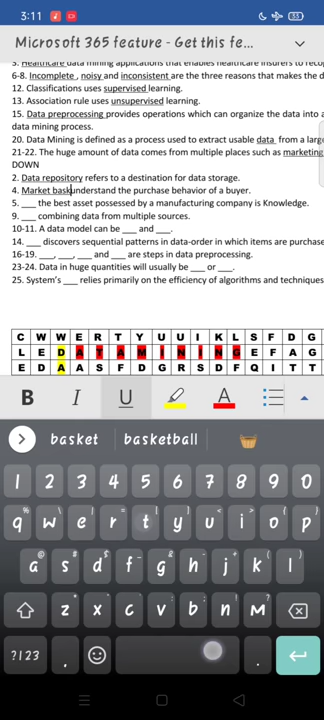 3:11
55
Microsoft 365 feature - Get this fe...
3. Healthcare data mining applications that enables healthcare insurers to recog
6-8. Incomplete , noisy and inconsistent are the three reasons that makes the d
12. Classifications uses supervised learning.
13. Association rule uses unsupervised learning.
15. Data preprocessing provides operations which can organize the data into a
data mining process.
20. Data Mining is defined as a process used to extract usable data from a large
21-22. The huge amount of data comes from multiple places such as marketing
DOWN
2. Data repository refers to a destination for data storage.
4. Market baskunderstand the purchase behavior of a buyer.
5. ___ the best asset possessed by a manufacturing company is Knowledge.
9. ___ combining data from multiple sources.
10-11. A data model can be ___ and ___.
14. ___ discovers sequential patterns in data-order in which items are purchase
16-19. ___, ___, ___ and ___ are steps in data preprocessing.
23-24. Data in huge quantities will usually be ___ or ___.
25. System's ___ relies primarily on the efficiency of algorithms and techniques
C W W E R T Y U U I K L S F D G
L E D A T A M I N I N G E F A G
E D A A S F D G R S D F Q I T T
B I U A
basket basketball
1 2 3 4 5 6 7 8 9 0
q w e r t y u i o p
a s d f g h j k l
z x c v b n m
?123 , .